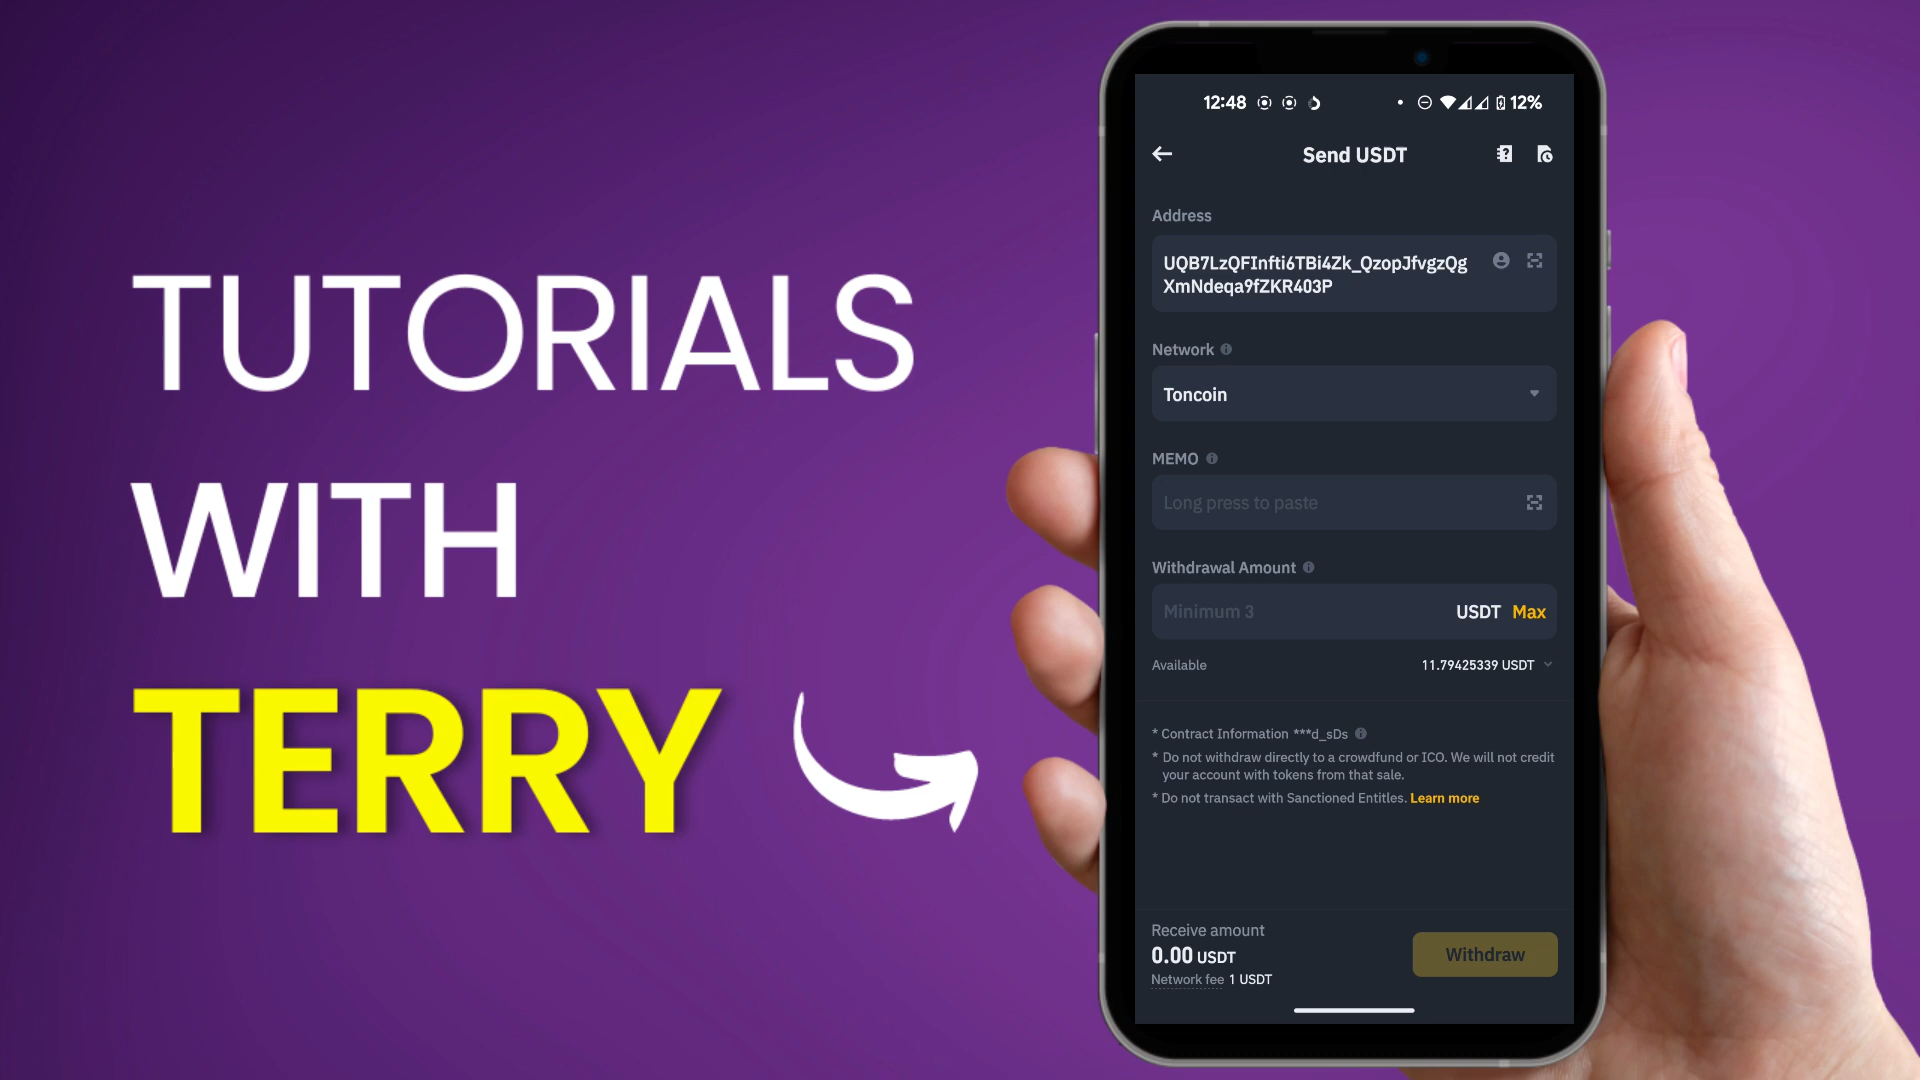 TUTORIALS
WITH
TERRY
12:48
12%
Send USDT
Address
UQB7LzQFInfti6TBi4Zk_QzopJfvgzQg
XmNdeqa9fZKR403P
Network
Toncoin
MEMO
Long press to paste
Withdrawal Amount
Minimum 3
USDT Max
Available
11.79425339 USDT
* Contract Information ***d_sDs
* Do not withdraw directly to a crowdfund or ICO. We will not credit
your account with tokens from that sale.
* Do not transact with Sanctioned Entitles. Learn more
Receive amount
0.00 USDT
Network fee 1 USDT
Withdraw